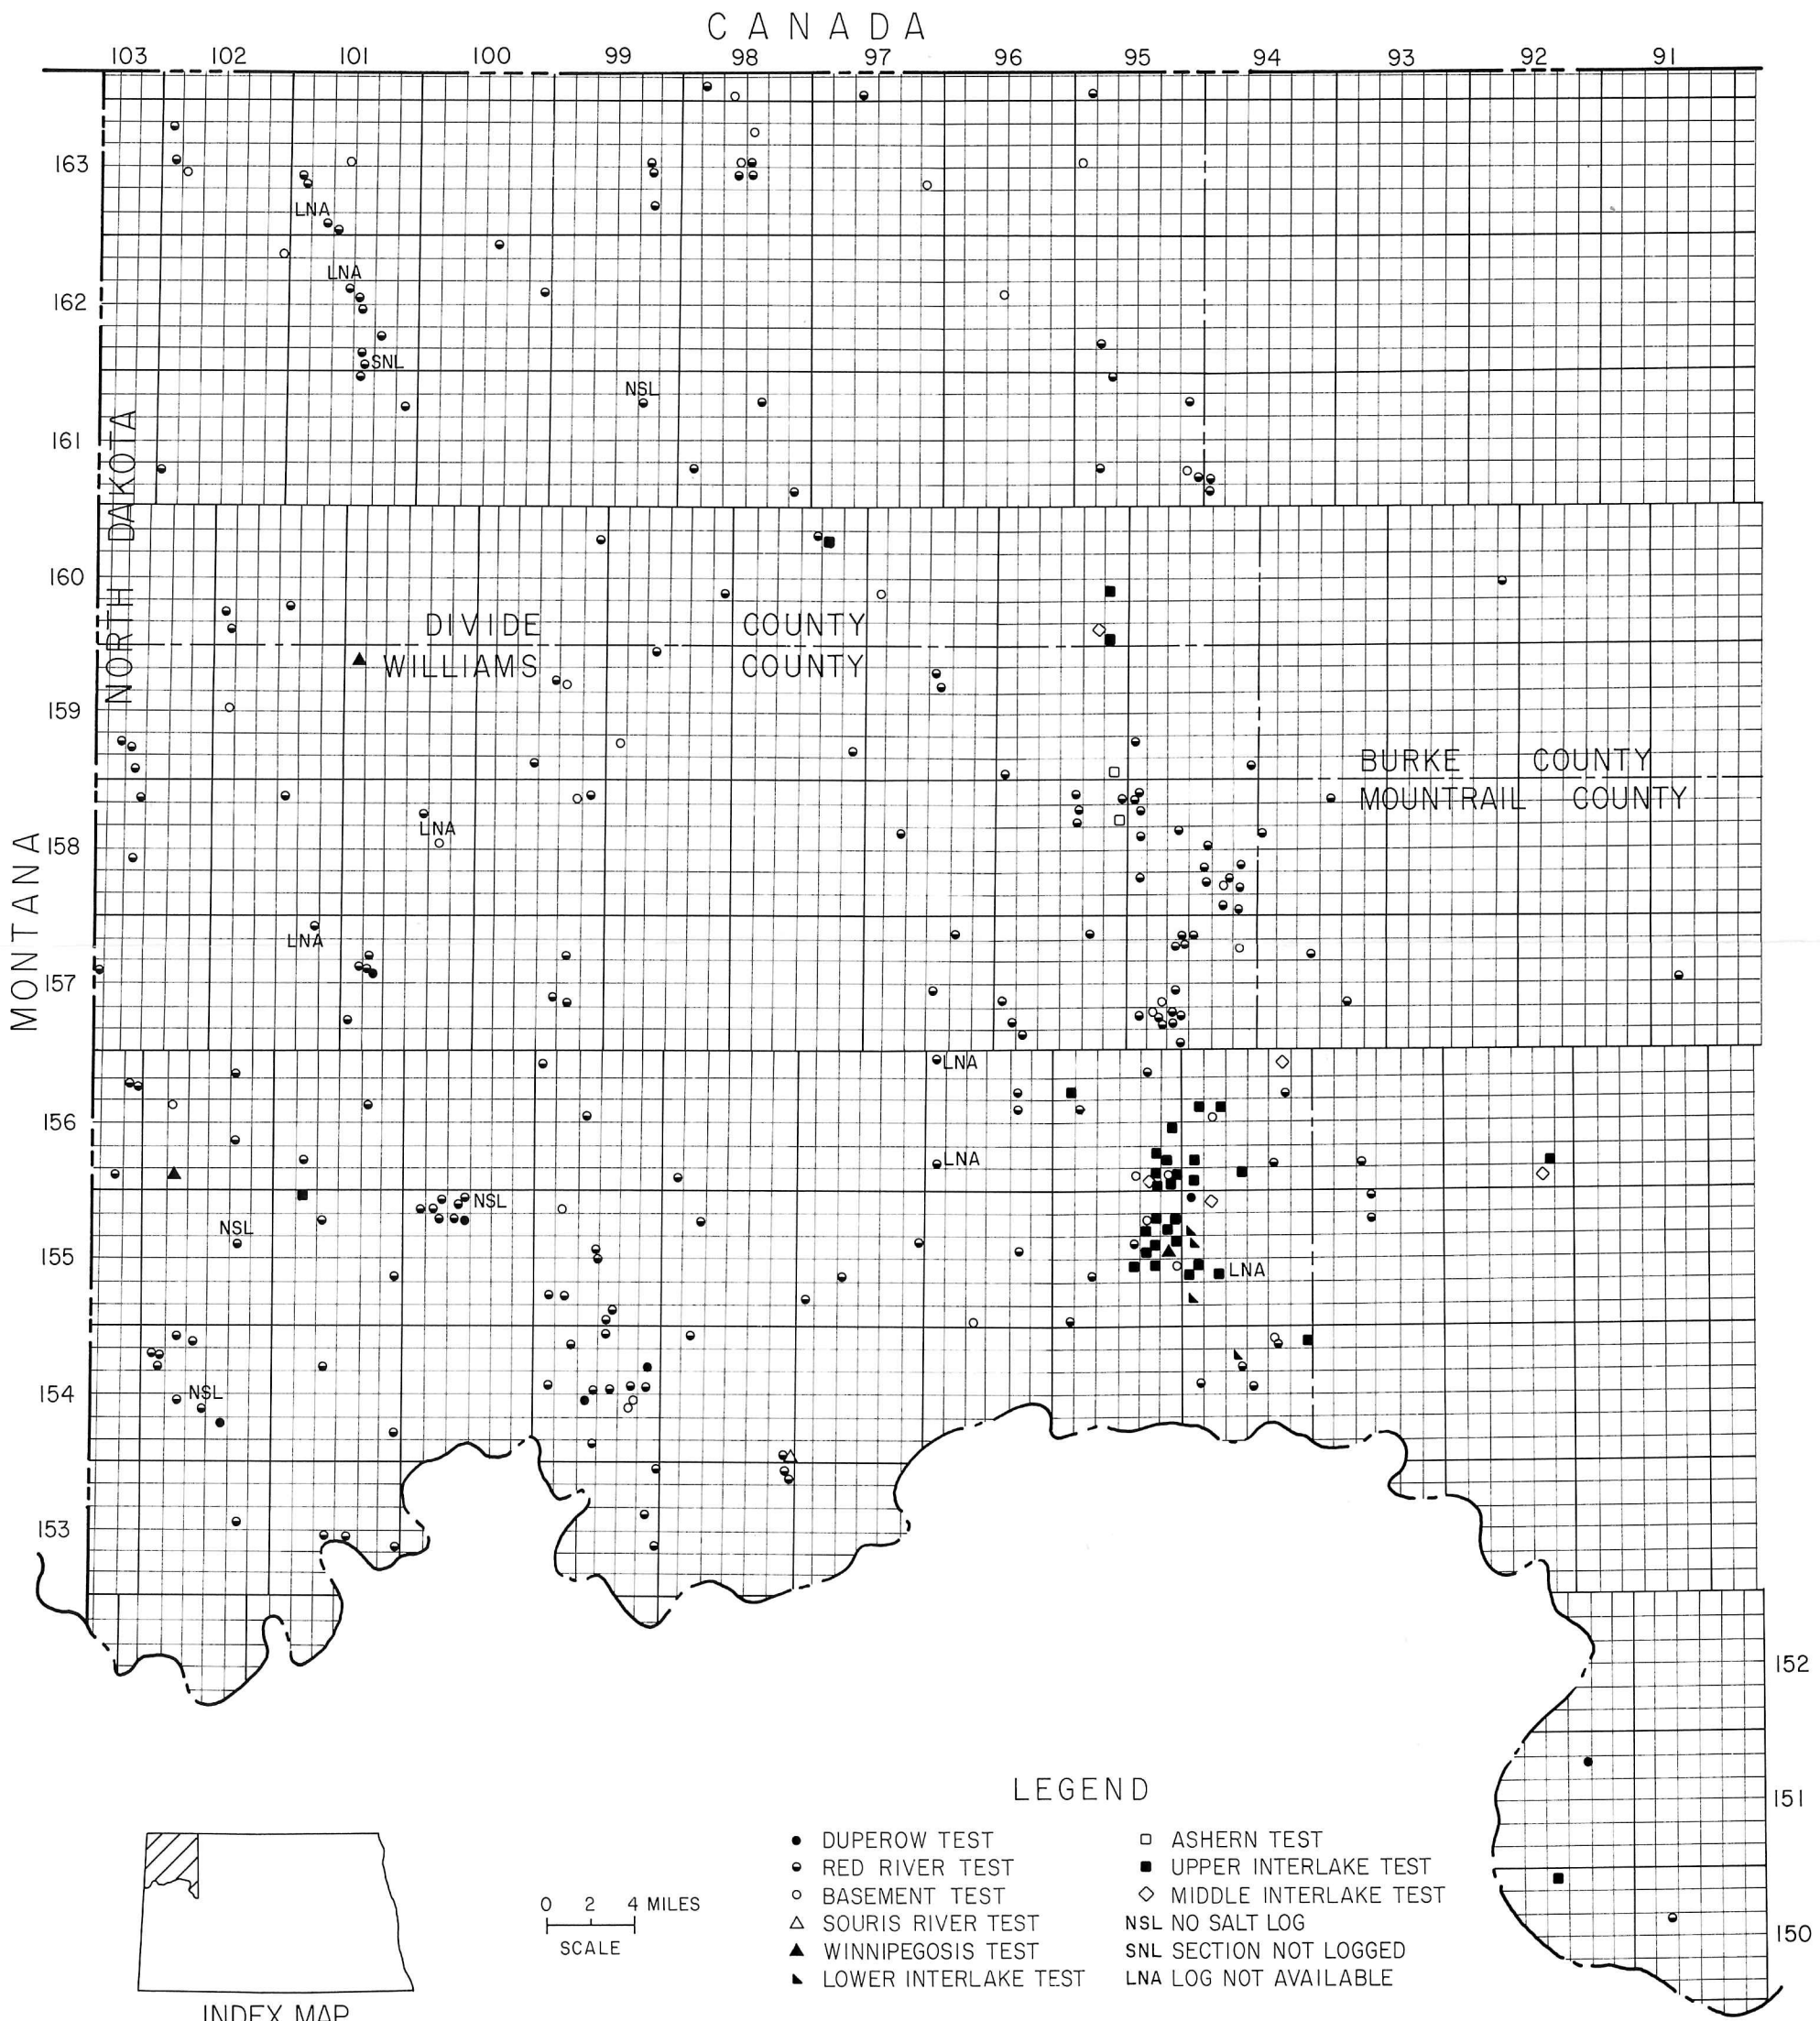 CANADA
103 102 101 100 99 98 97 96 95 94 93 92 91
163
LNA
LNA
162
SNL
NSL
161
NORTH DAKOTA
160
DIVIDE COUNTY
WILLIAMS COUNTY
159
BURKE COUNTY
MOUNTRAIL COUNTY
LNA
158
MONTANA
LNA
157
LNA
156
LNA
NSL
NSL
155
LNA
154
NSL
153
152
151
150
LEGEND
DUPEROW TEST
RED RIVER TEST
BASEMENT TEST
SOURIS RIVER TEST
WINNIPEGOSIS TEST
LOWER INTERLAKE TEST
ASHERN TEST
UPPER INTERLAKE TEST
MIDDLE INTERLAKE TEST
NSL NO SALT LOG
SNL SECTION NOT LOGGED
LNA LOG NOT AVAILABLE
0 2 4 MILES
SCALE
INDEX MAP